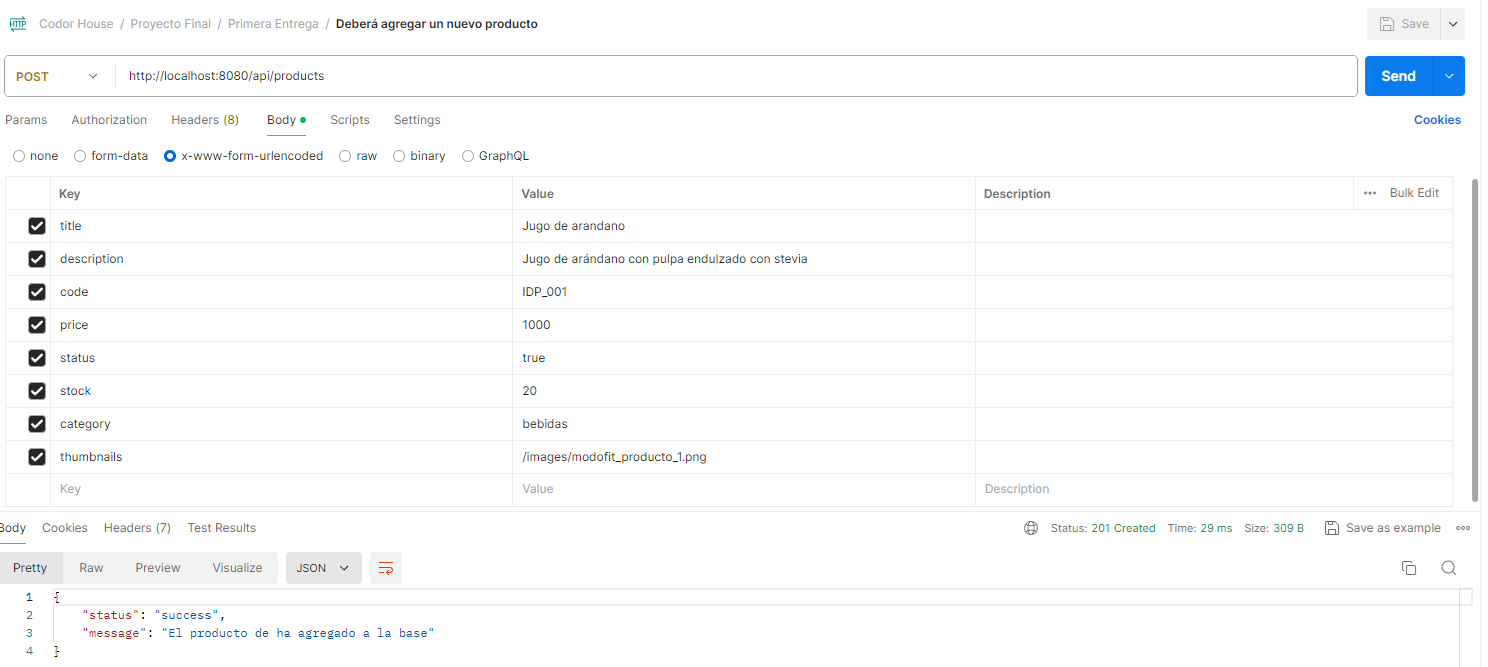 HTTP Codor House / Proyecto Final / Primera Entrega / Deberá agregar un nuevo producto Save
POST http://localhost:8080/api/products Send
Params Authorization Headers (8) Body Scripts Settings Cookies
none form-data x-www-form-urlencoded raw binary GraphQL
Key Value Description ••• Bulk Edit
title Jugo de arandano
description Jugo de arándano con pulpa endulzado con stevia
code IDP_001
price 1000
status true
stock 20
category bebidas
thumbnails /images/modofit_producto_1.png
Key Value Description
Body Cookies Headers (7) Test Results Status: 201 Created Time: 29 ms Size: 309 B Save as example
Pretty Raw Preview Visualize JSON
1 {
2 "status": "success",
3 "message": "El producto de ha agregado a la base"
4 }